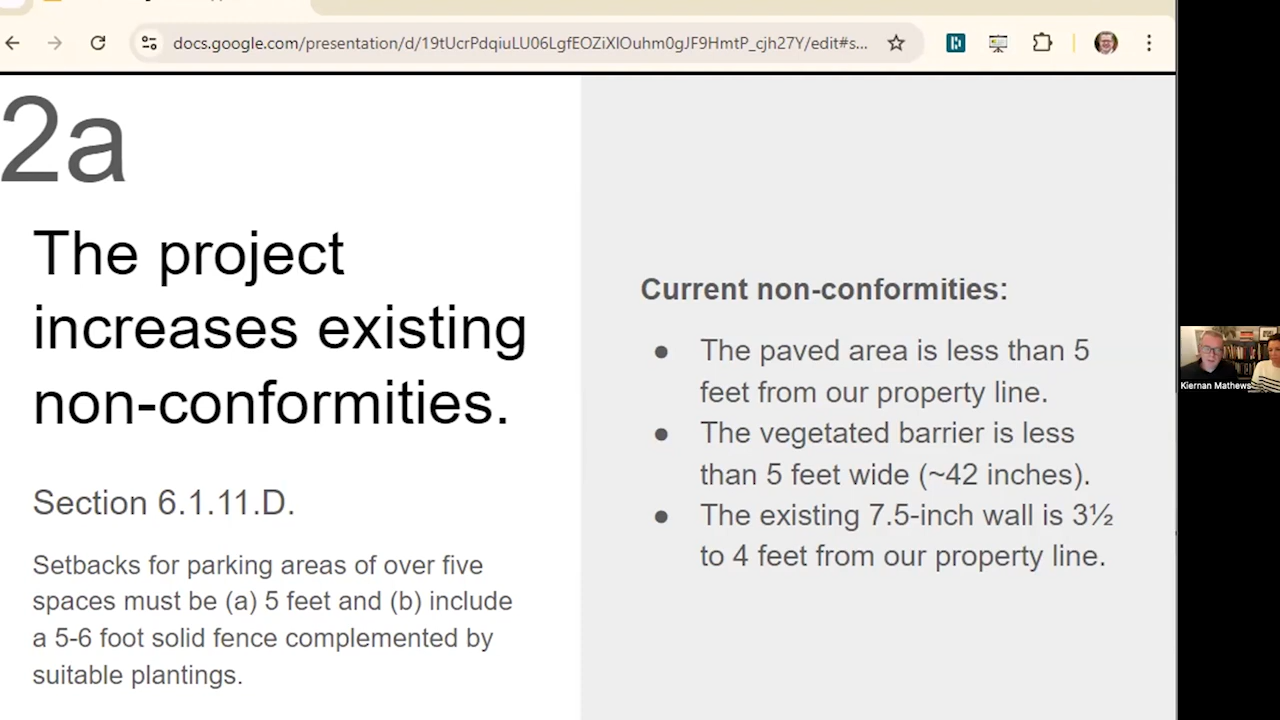 docs.google.com/presentation/d/19tUcrPdqiuLU06LgfEOZiXIOuhm0gJF9HmtP_cjh27Y/edit#s...
2a
The project
increases existing
non-conformities.
Section 6.1.11.D.
Setbacks for parking areas of over five
spaces must be (a) 5 feet and (b) include
a 5-6 foot solid fence complemented by
suitable plantings.
Current non-conformities:
● The paved area is less than 5
feet from our property line.
● The vegetated barrier is less
than 5 feet wide (~42 inches).
● The existing 7.5-inch wall is 3½
to 4 feet from our property line.
Kiernan Mathews